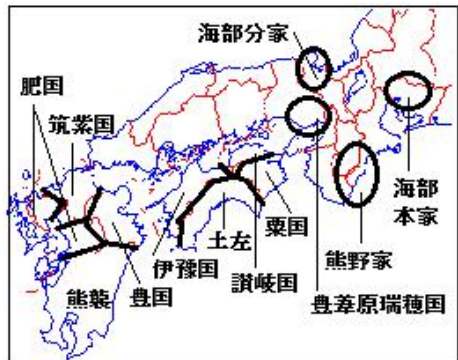 海部分家
肥国
筑紫国
海部
本家
熊襲
豊国
伊豫国
土左
讃岐国
粟国
熊野家
豊葦原瑞穂国